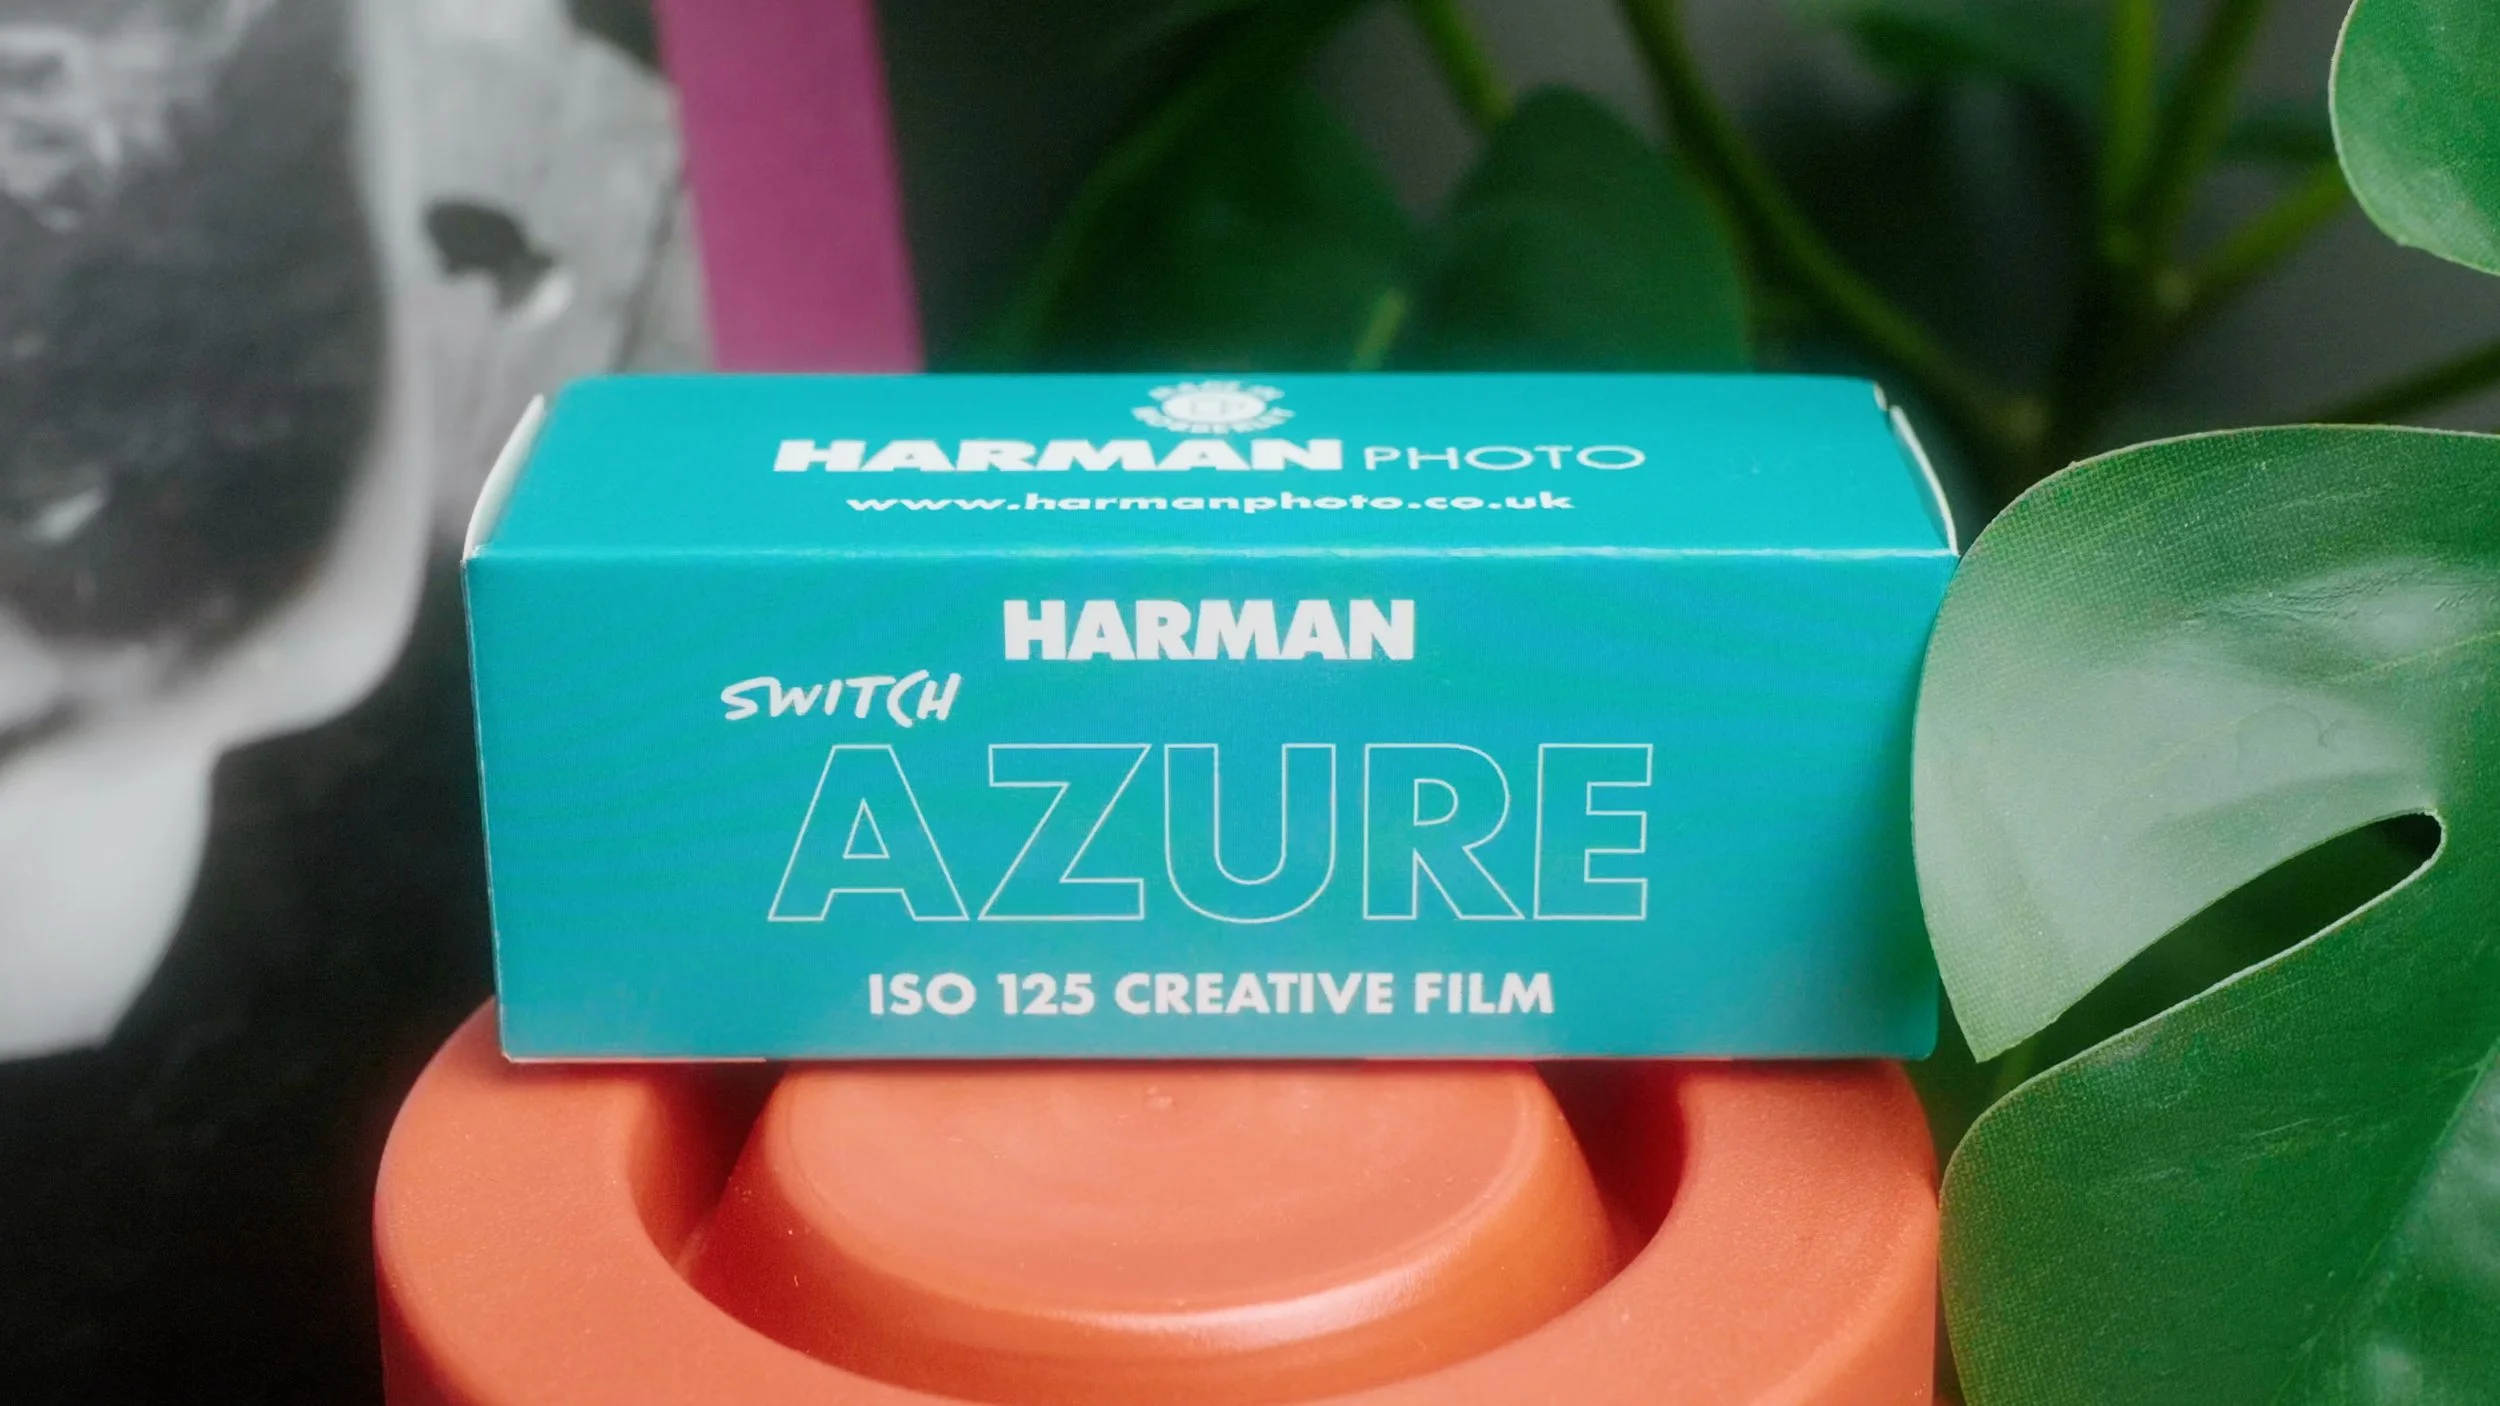 HARMAN PHOTO
www.harmanphoto.co.uk
HARMAN
SWITCH
AZURE
ISO 125 CREATIVE FILM